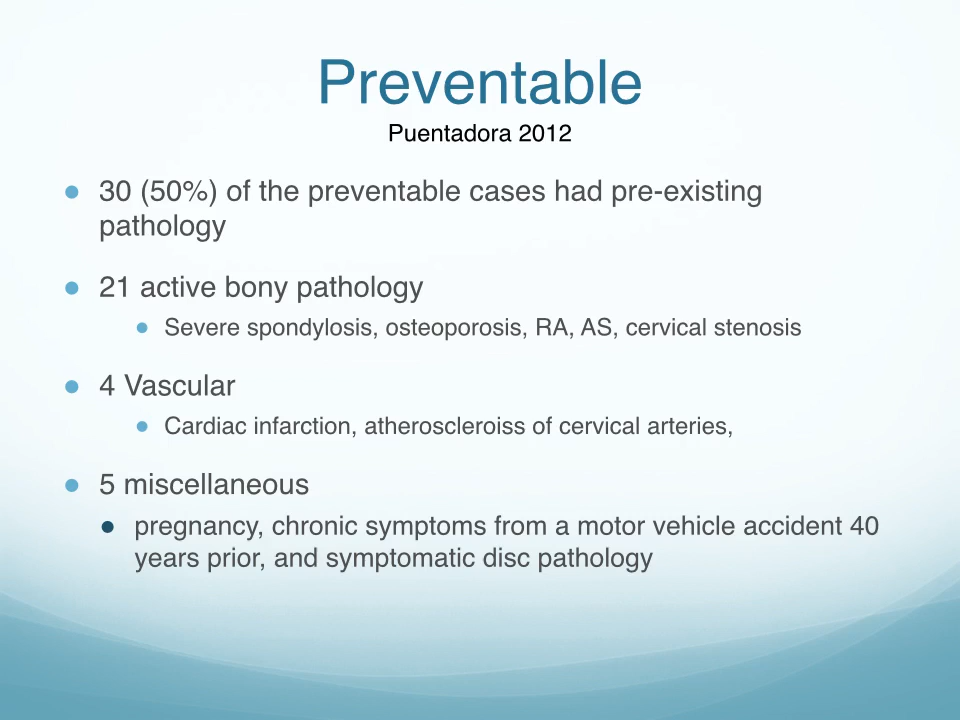 Preventable
Puentadora 2012
● 30 (50%) of the preventable cases had pre-existing
pathology
● 21 active bony pathology
● Severe spondylosis, osteoporosis, RA, AS, cervical stenosis
● 4 Vascular
● Cardiac infarction, atheroscleroiss of cervical arteries,
● 5 miscellaneous
● pregnancy, chronic symptoms from a motor vehicle accident 40
years prior, and symptomatic disc pathology